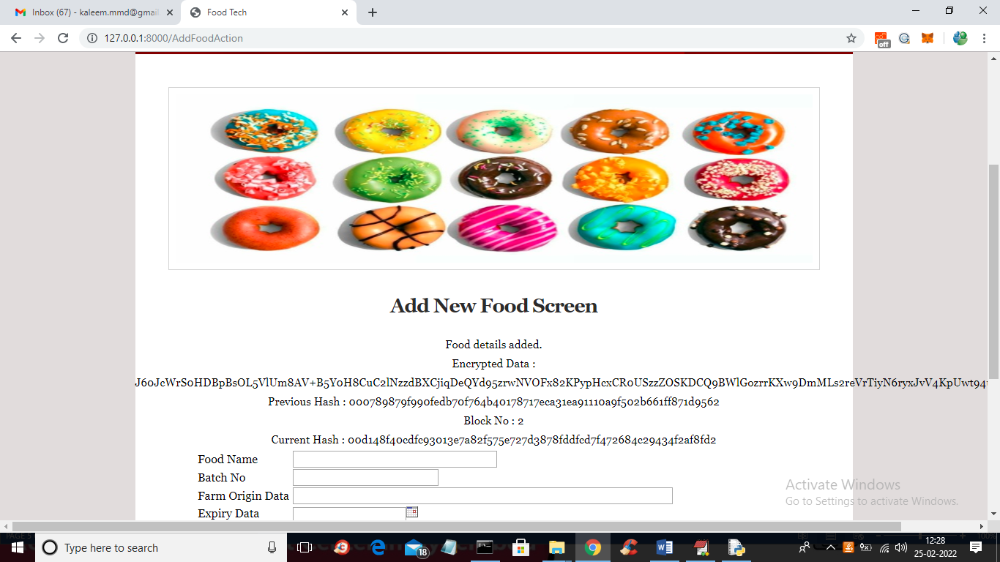 Inbox (67) - kaleem.mmd@gmail
Food Tech
127.0.0.1:8000/AddFoodAction
off
Add New Food Screen
Food details added.
Encrypted Data :
J6oJcWrS0HDBpBsOL5VlUm8AV+B5Y0H8CuC2lNzzdBXCjiqDeQYd95zrwNVOFx82KPypHcxCR0USzzZOSKDCQ9BWlGozrrKXw9DmMLs2reVrTiyN6ryxJvV4KpUwt94
Previous Hash : 000789879f990fedb70f764b40178717eca31ea91110a9f502b661ff871d9562
Block No : 2
Current Hash : 00d148f40cdfc93013e7a82f575e727d3878fddfcd7f472684c29434f2af8fd2
Food Name
Batch No
Farm Origin Data
Expiry Data
Activate Windows
Go to Settings to activate Windows.
Type here to search
18
12:28
25-02-2022